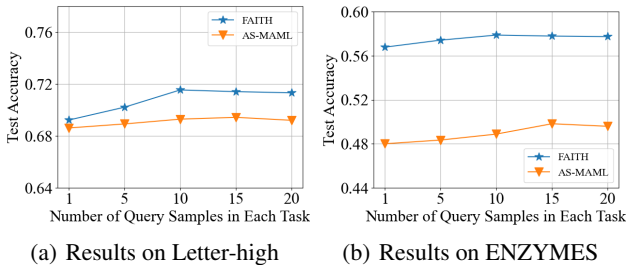 0.76
0.72
0.68
0.64
Test Accuracy
FAITH
AS-MAML
1 5 10 15 20
Number of Query Samples in Each Task
(a) Results on Letter-high
0.60
0.56
0.52
0.48
0.44
Test Accuracy
FAITH
AS-MAML
1 5 10 15 20
Number of Query Samples in Each Task
(b) Results on ENZYMES